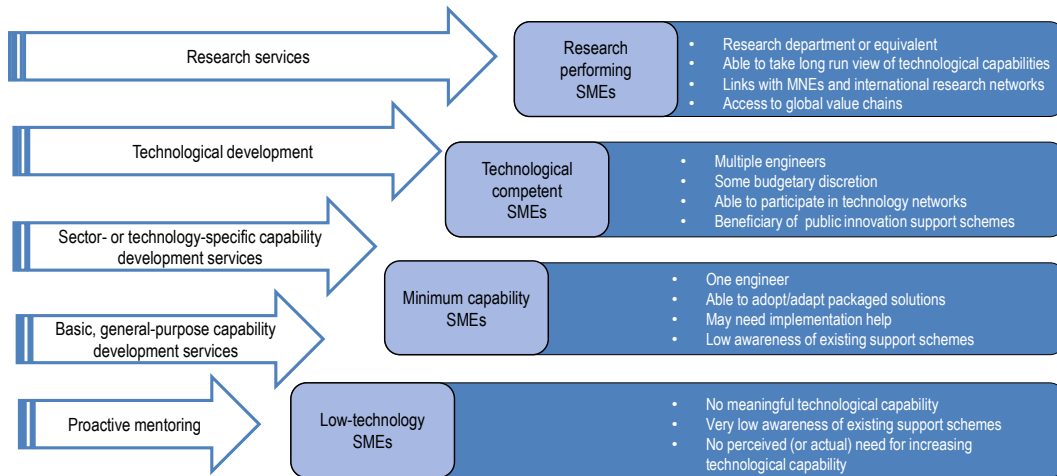 Research services
Research
performing
SMEs
• Research department or equivalent
• Able to take long run view of technological capabilities
• Links with MNEs and international research networks
• Access to global value chains
Technological development
Technological
competent
SMEs
• Multiple engineers
• Some budgetary discretion
• Able to participate in technology networks
• Beneficiary of public innovation support schemes
Sector- or technology-specific capability
development services
Minimum capability
SMEs
• One engineer
• Able to adopt/adapt packaged solutions
• May need implementation help
• Low awareness of existing support schemes
Basic, general-purpose capability
development services
Proactive mentoring
Low-technology
SMEs
• No meaningful technological capability
• Very low awareness of existing support schemes
• No perceived (or actual) need for increasing
technological capability